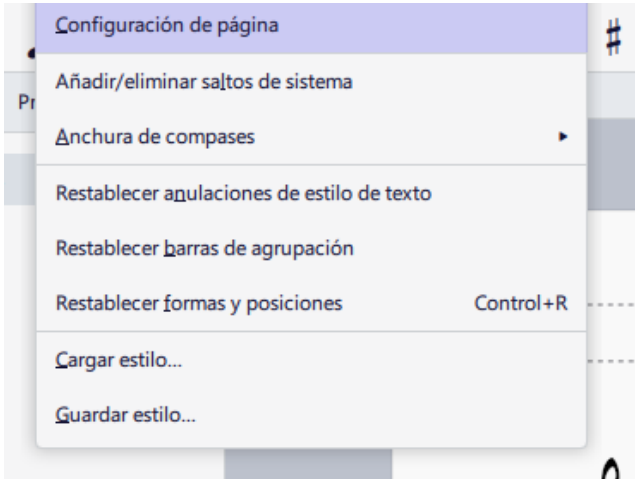 Configuración de página
Añadir/eliminar saltos de sistema
Pr
Anchura de compases
Restablecer anulaciones de estilo de texto
Restablecer barras de agrupación
Restablecer formas y posiciones Control+R
Cargar estilo...
Guardar estilo...